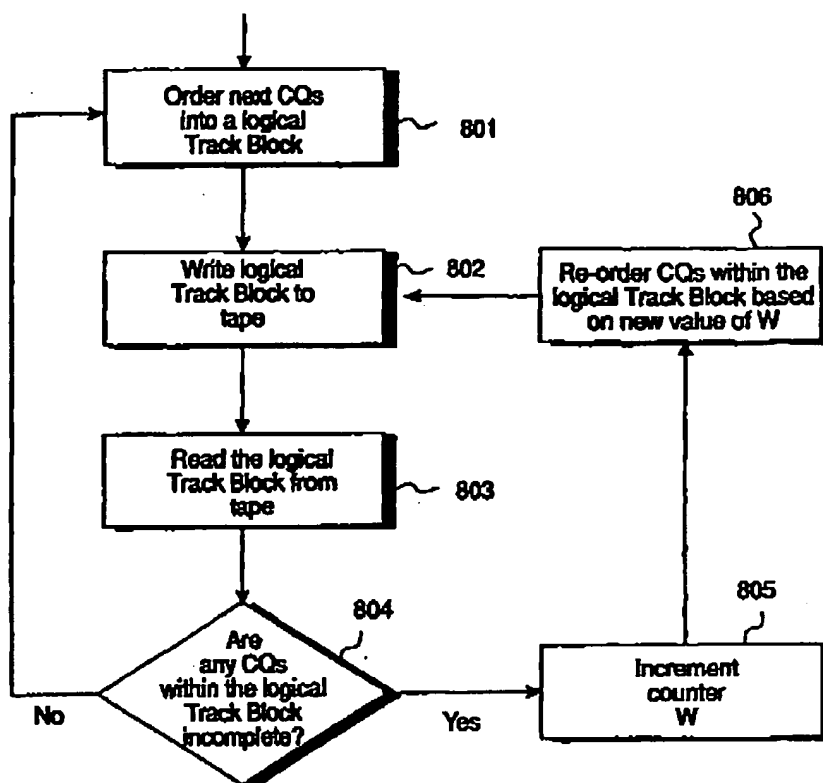 Order next CQs
into a logical
Track Block
801
Write logical
Track Block to
tape
802
806
Re-order CQs within the
logical Track Block based
on new value of W
Read the logical
Track Block from
tape
803
804
Are
any CQs
within the logical
Track Block
incomplete?
No
Yes
805
Increment
counter
W